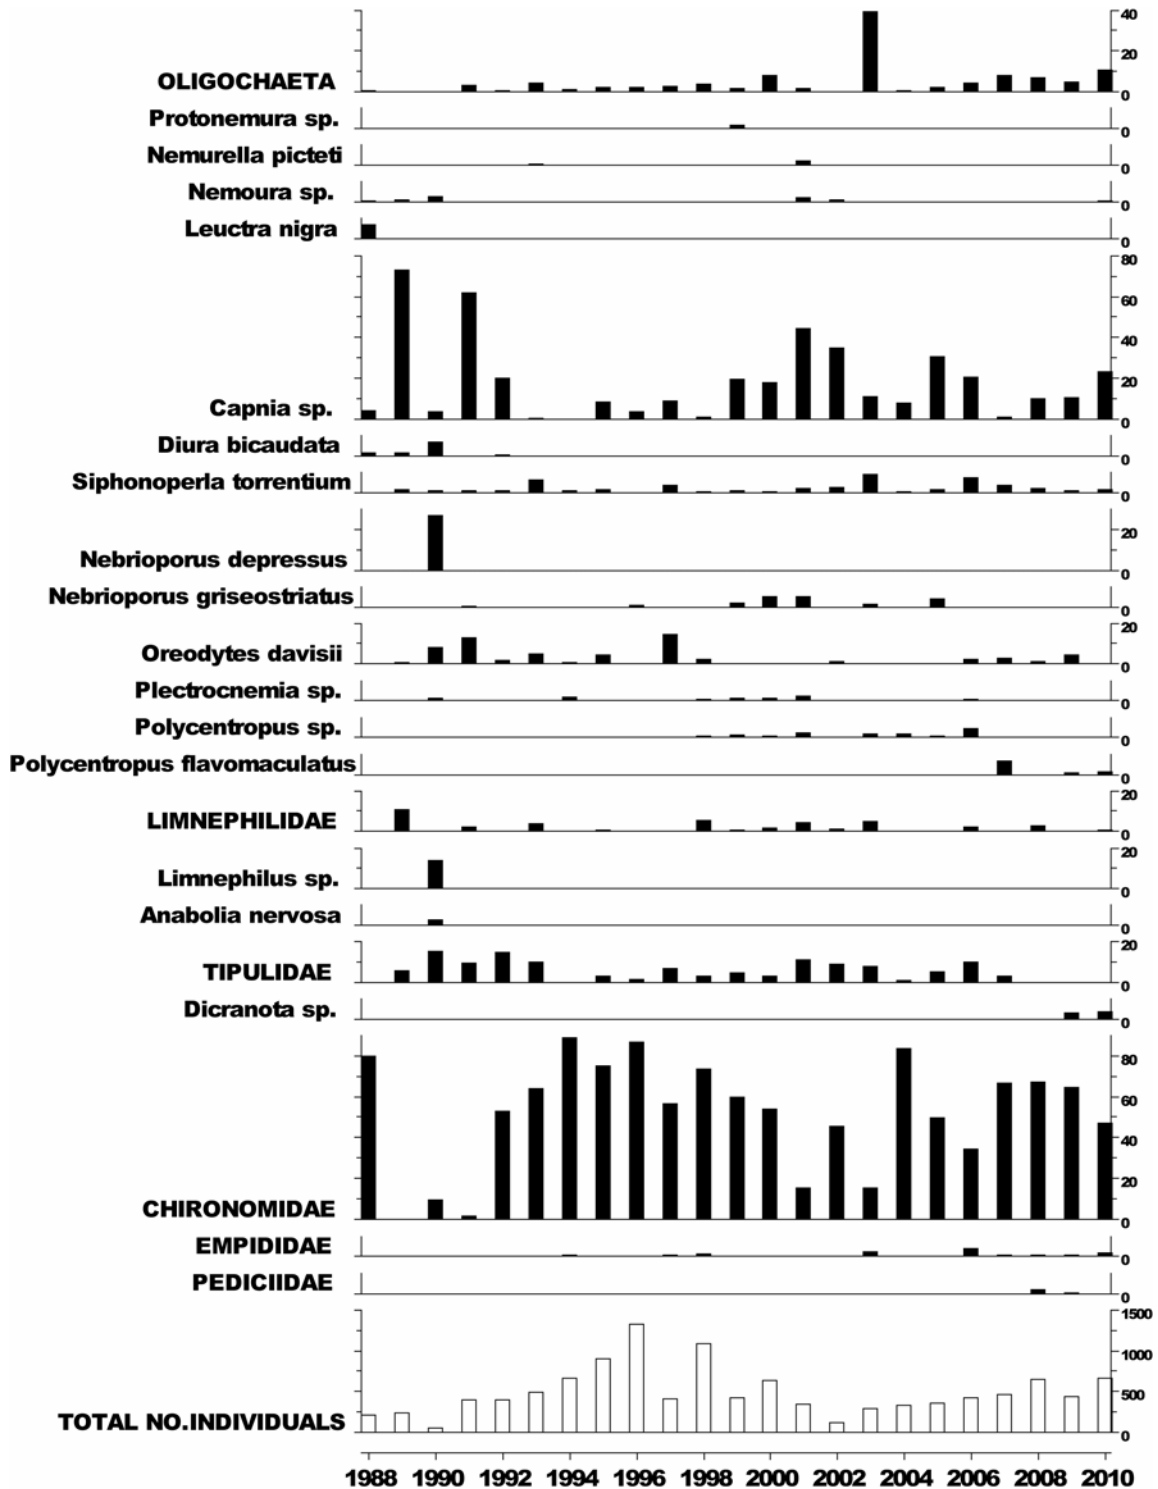 40
20
OLIGOCHAETA
0
Protonemura sp.
0
Nemurella picteti
0
Nemoura sp.
0
Leuctra nigra
0
80
60
40
20
Capnia sp.
0
Diura bicaudata
0
Siphonoperla torrentium
0
20
Nebrioporus depressus
0
Nebrioporus griseostriatus
0
20
Oreodytes davisii
0
Plectrocnemia sp.
0
Polycentropus sp.
0
Polycentropus flavomaculatus
0
20
LIMNEPHILIDAE
0
20
Limnephilus sp.
0
Anabolia nervosa
0
20
TIPULIDAE
0
Dicranota sp.
0
80
60
40
20
CHIRONOMIDAE
0
EMPIDIDAE
0
PEDICIIDAE
0
1500
1000
500
TOTAL NO.INDIVIDUALS
0
1988 1990 1992 1994 1996 1998 2000 2002 2004 2006 2008 2010